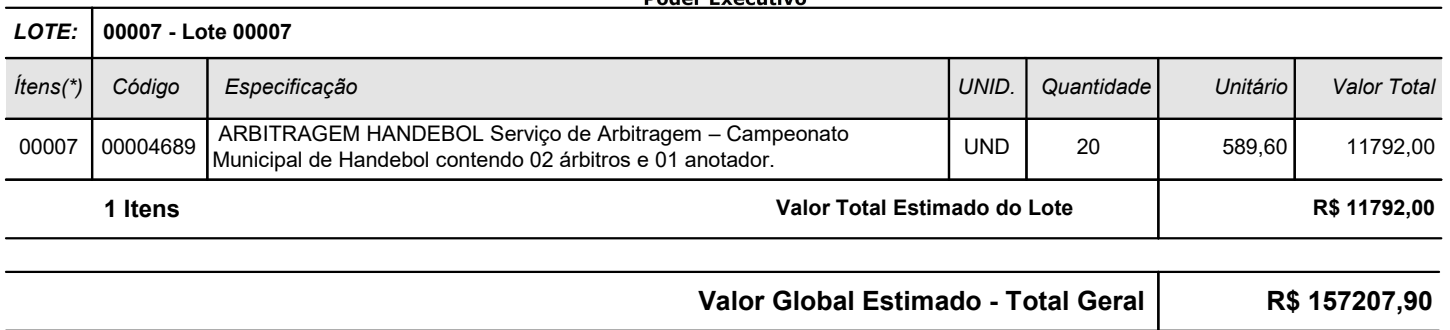 Poder Executivo
LOTE: 00007 - Lote 00007
Ítens(*) Código Especificação UNID. Quantidade Unitário Valor Total
00007 00004689 ARBITRAGEM HANDEBOL Serviço de Arbitragem – Campeonato
Municipal de Handebol contendo 02 árbitros e 01 anotador. UND 20 589,60 11792,00
1 Itens Valor Total Estimado do Lote R$ 11792,00
Valor Global Estimado - Total Geral R$ 157207,90